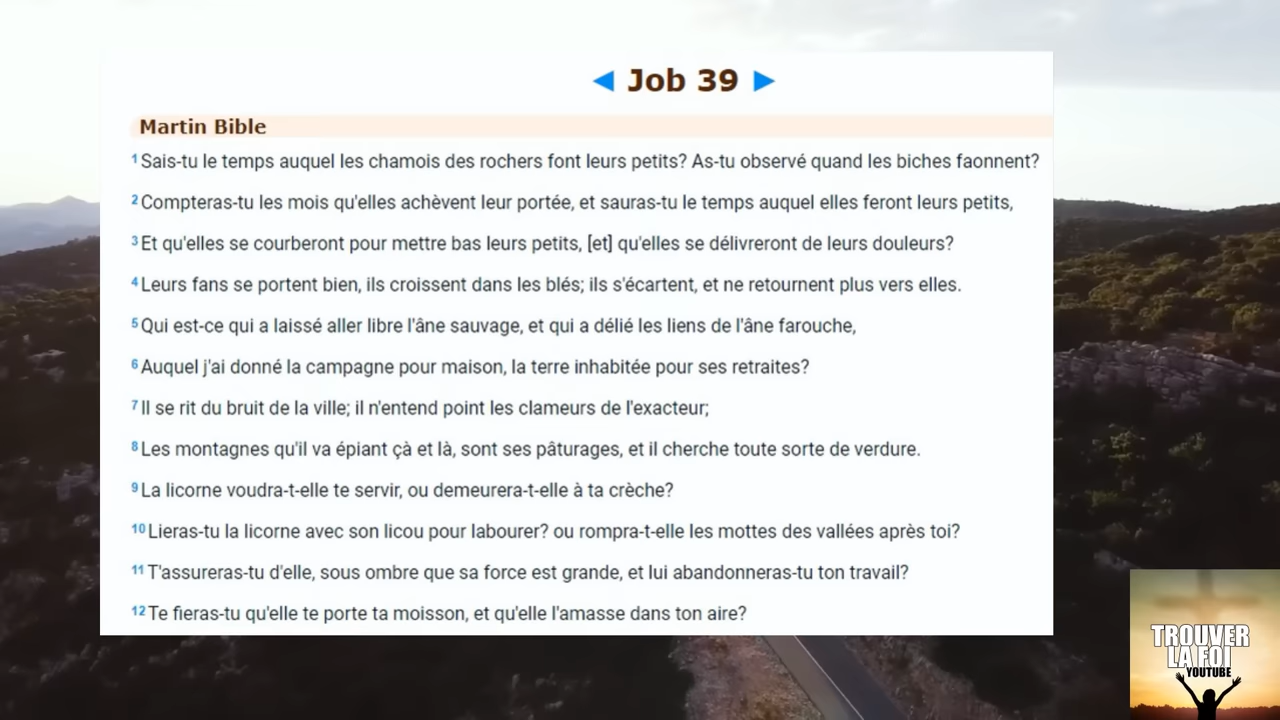 ◄ Job 39 ►
Martin Bible
1 Sais-tu le temps auquel les chamois des rochers font leurs petits? As-tu observé quand les biches faonnent?
2 Compteras-tu les mois qu'elles achèvent leur portée, et sauras-tu le temps auquel elles feront leurs petits,
3 Et qu'elles se courberont pour mettre bas leurs petits, [et] qu'elles se délivreront de leurs douleurs?
4 Leurs fans se portent bien, ils croissent dans les blés; ils s'écartent, et ne retournent plus vers elles.
5 Qui est-ce qui a laissé aller libre l'âne sauvage, et qui a délié les liens de l'âne farouche,
6 Auquel j'ai donné la campagne pour maison, la terre inhabitée pour ses retraites?
7 Il se rit du bruit de la ville; il n'entend point les clameurs de l'exacteur;
8 Les montagnes qu'il va épiant çà et là, sont ses pâturages, et il cherche toute sorte de verdure.
9 La licorne voudra-t-elle te servir, ou demeurera-t-elle à ta crèche?
10 Lieras-tu la licorne avec son licou pour labourer? ou rompra-t-elle les mottes des vallées après toi?
11 T'assureras-tu d'elle, sous ombre que sa force est grande, et lui abandonneras-tu ton travail?
12 Te fieras-tu qu'elle te porte ta moisson, et qu'elle l'amasse dans ton aire?
TROUVER
LA FOI
YOUTUBE